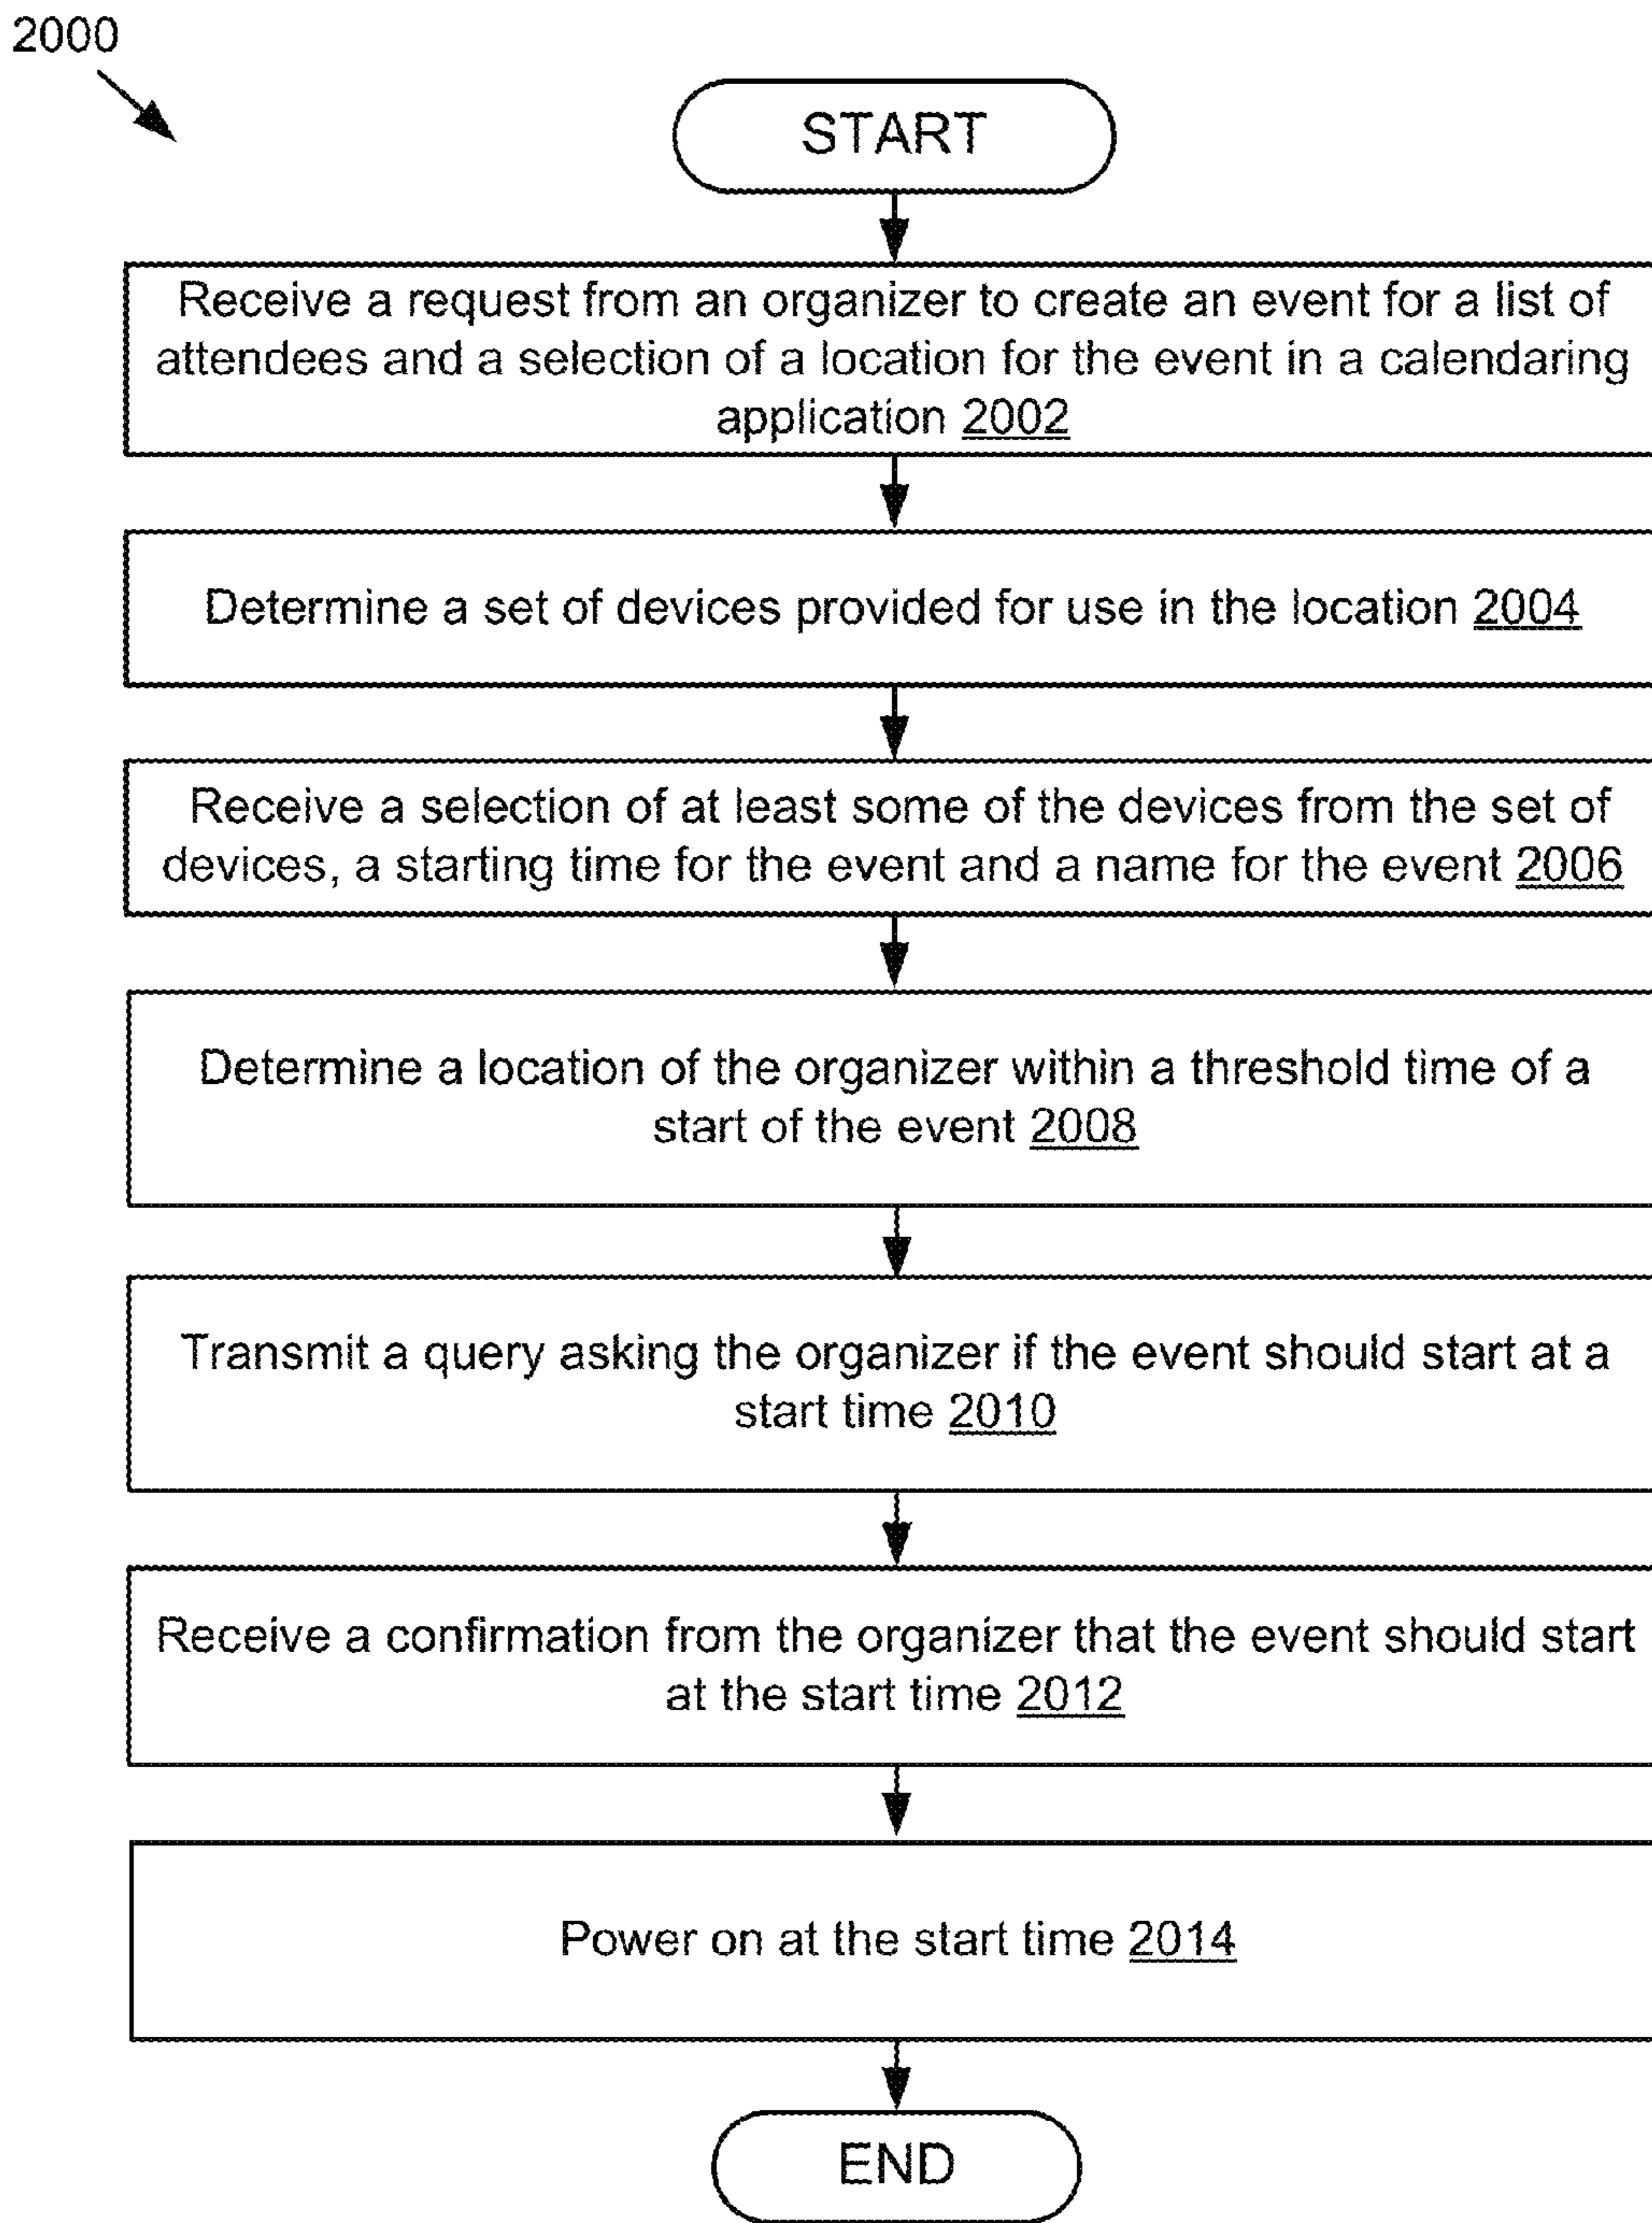 2000
START
Receive a request from an organizer to create an event for a list of
attendees and a selection of a location for the event in a calendaring
application 2002
Determine a set of devices provided for use in the location 2004
Receive a selection of at least some of the devices from the set of
devices, a starting time for the event and a name for the event 2006
Determine a location of the organizer within a threshold time of a
start of the event 2008
Transmit a query asking the organizer if the event should start at a
start time 2010
Receive a confirmation from the organizer that the event should start
at the start time 2012
Power on at the start time 2014
END